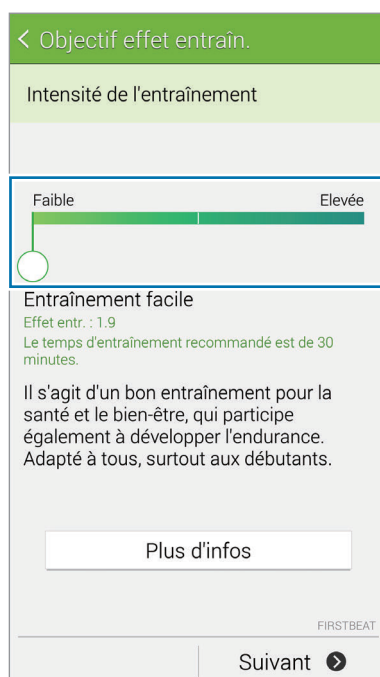 Objectif effet entraîn.
Intensité de l'entraînement
Faible Elevée
Entraînement facile
Effet entr. : 1.9
Le temps d'entraînement recommandé est de 30
minutes.
Il s'agit d'un bon entraînement pour la
santé et le bien-être, qui participe
également à développer l'endurance.
Adapté à tous, surtout aux débutants.
Plus d'infos
FIRSTBEAT
Suivant